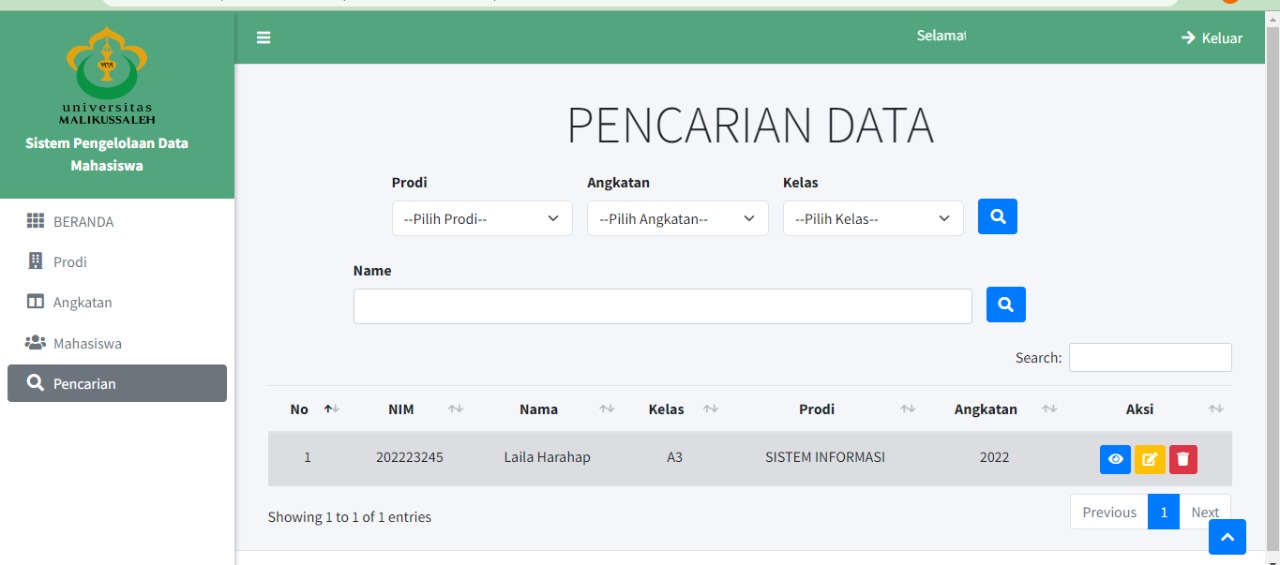 Selamat
Keluar
universitas
MALIKUSSALEH
Sistem Pengelolaan Data
Mahasiswa
BERANDA
Prodi
Angkatan
Mahasiswa
Pencarian
PENCARIAN DATA
Prodi Angkatan Kelas
--Pilih Prodi-- --Pilih Angkatan-- --Pilih Kelas--
Name
Search:
No NIM Nama Kelas Prodi Angkatan Aksi
1 202223245 Laila Harahap A3 SISTEM INFORMASI 2022
Showing 1 to 1 of 1 entries
Previous 1 Next